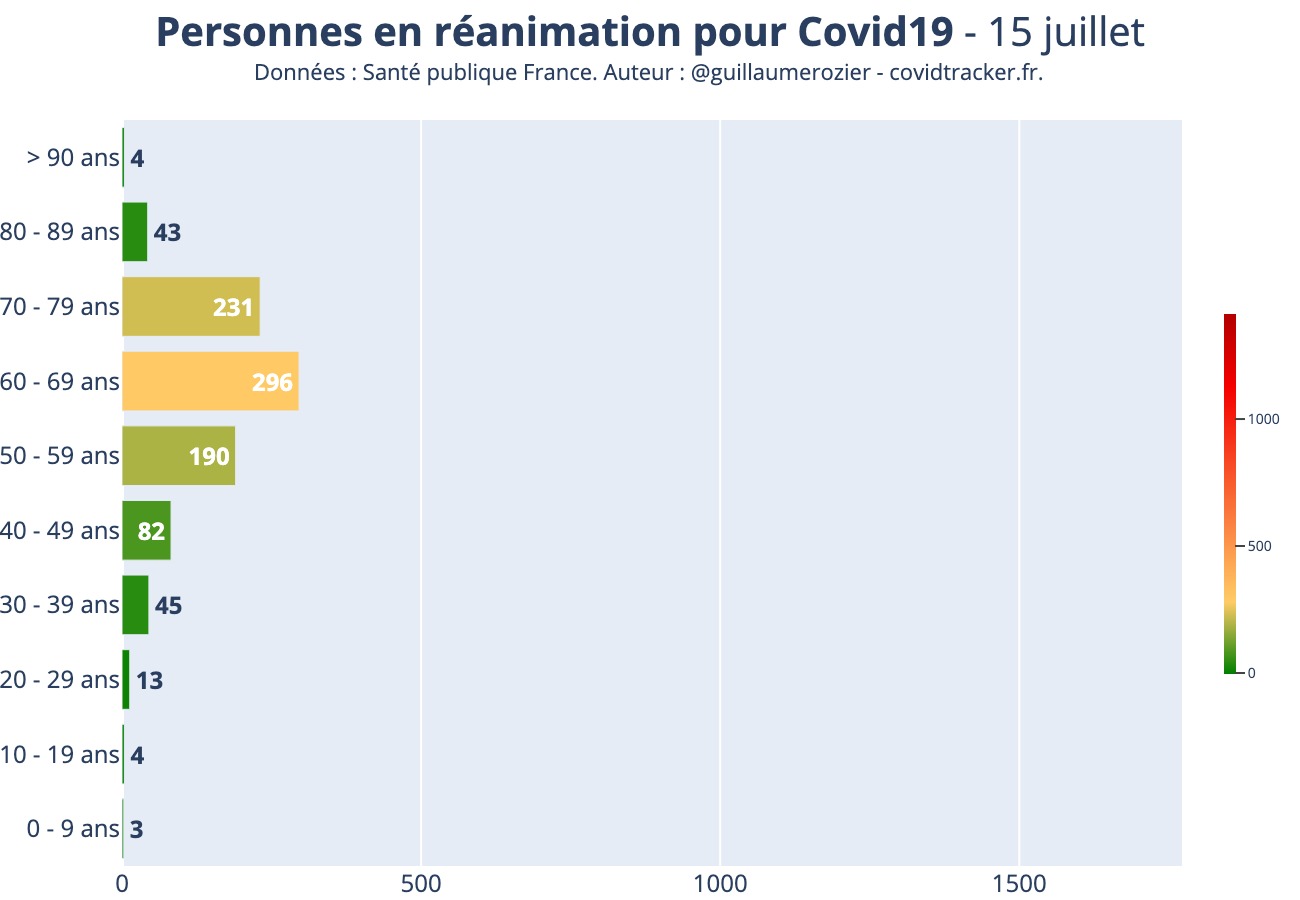 Personnes en réanimation pour Covid19 - 15 juillet
Données : Santé publique France. Auteur : @guillaumerozier - covidtracker.fr.
> 90 ans 4
80 - 89 ans 43
70 - 79 ans 231
60 - 69 ans 296
50 - 59 ans 190
40 - 49 ans 82
30 - 39 ans 45
20 - 29 ans 13
10 - 19 ans 4
0 - 9 ans 3
0 500 1000 1500
1000
500
0